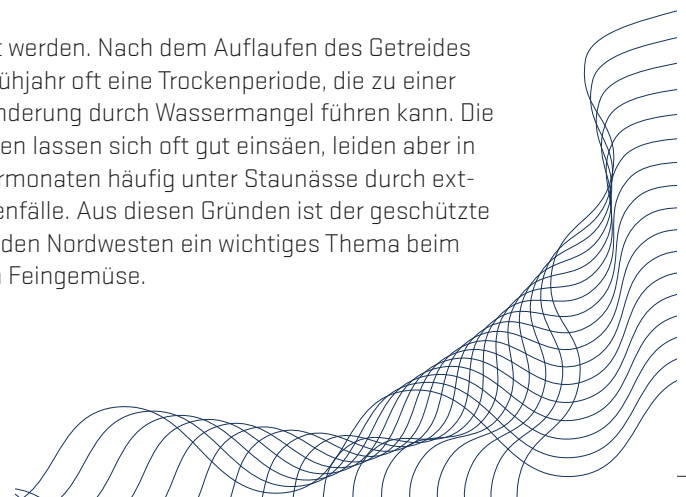 t werden. Nach dem Auflaufen des Getreides
ühjahr oft eine Trockenperiode, die zu einer
nderung durch Wassermangel führen kann. Die
en lassen sich oft gut einsäen, leiden aber in
rmonaten häufig unter Staunässe durch ext-
enfälle. Aus diesen Gründen ist der geschützte
den Nordwesten ein wichtiges Thema beim
Feingemüse.